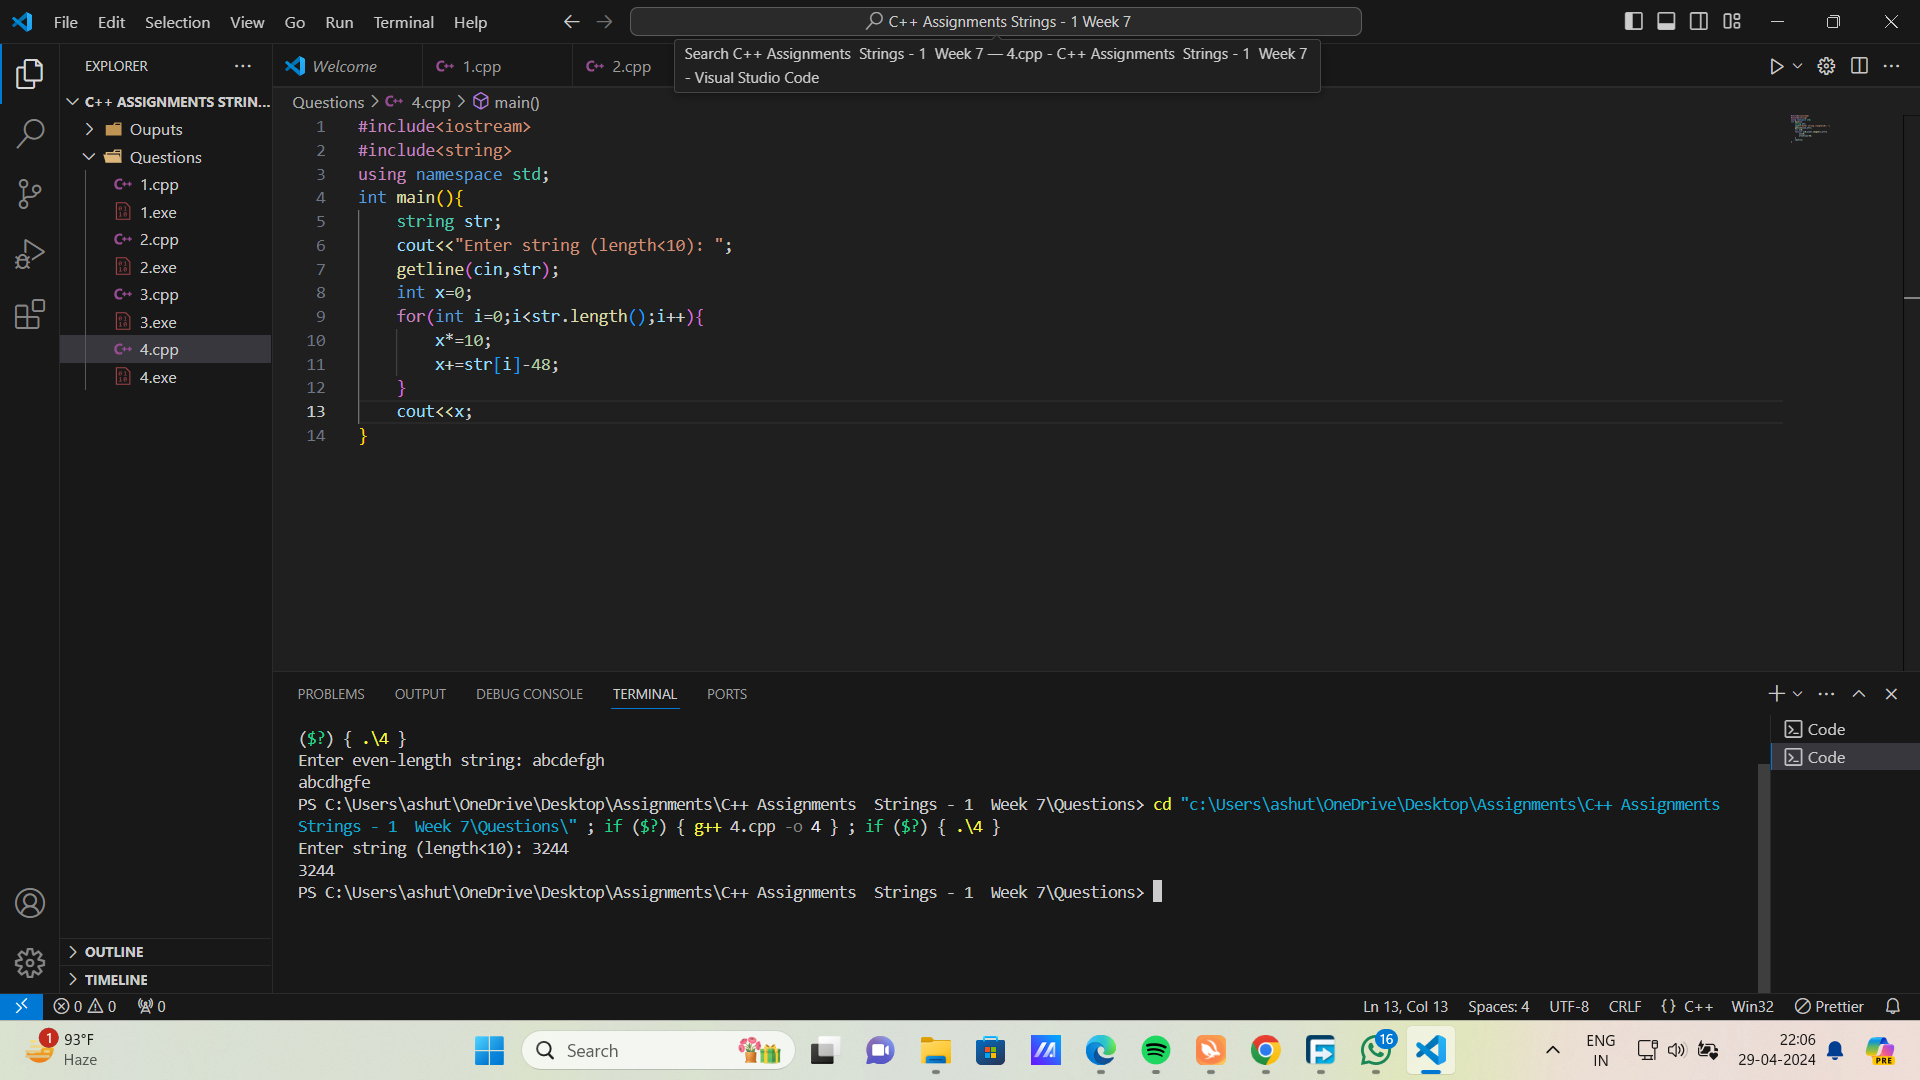 File Edit Selection View Go Run Terminal Help
C++ Assignments Strings - 1 Week 7
Search C++ Assignments  Strings - 1  Week 7 — 4.cpp - C++ Assignments  Strings - 1  Week 7
- Visual Studio Code
EXPLORER
Welcome
C++ 1.cpp
C++ 2.cpp
C++ ASSIGNMENTS STRIN...
Ouputs
Questions
C++ 1.cpp
1.exe
C++ 2.cpp
2.exe
C++ 3.cpp
3.exe
C++ 4.cpp
4.exe
OUTLINE
TIMELINE
Questions > C++ 4.cpp > main()
1 #include<iostream>
2 #include<string>
3 using namespace std;
4 int main(){
5 string str;
6 cout<<"Enter string (length<10): ";
7 getline(cin,str);
8 int x=0;
9 for(int i=0;i<str.length();i++){
10 x*=10;
11 x+=str[i]-48;
12 }
13 cout<<x;
14 }
PROBLEMS OUTPUT DEBUG CONSOLE TERMINAL PORTS
($?) { .\4 }
Enter even-length string: abcdefgh
abcdhgfe
PS C:\Users\ashut\OneDrive\Desktop\Assignments\C++ Assignments  Strings - 1  Week 7\Questions> cd "c:\Users\ashut\OneDrive\Desktop\Assignments\C++ Assignments
Strings - 1  Week 7\Questions\" ; if ($?) { g++ 4.cpp -o 4 } ; if ($?) { .\4 }
Enter string (length<10): 3244
3244
PS C:\Users\ashut\OneDrive\Desktop\Assignments\C++ Assignments  Strings - 1  Week 7\Questions>
Code
Code
0 0 0
Ln 13, Col 13 Spaces: 4 UTF-8 CRLF {} C++ Win32 Prettier
1
93°F
Haze
Search
16
ENG
IN
22:06
29-04-2024
PRE